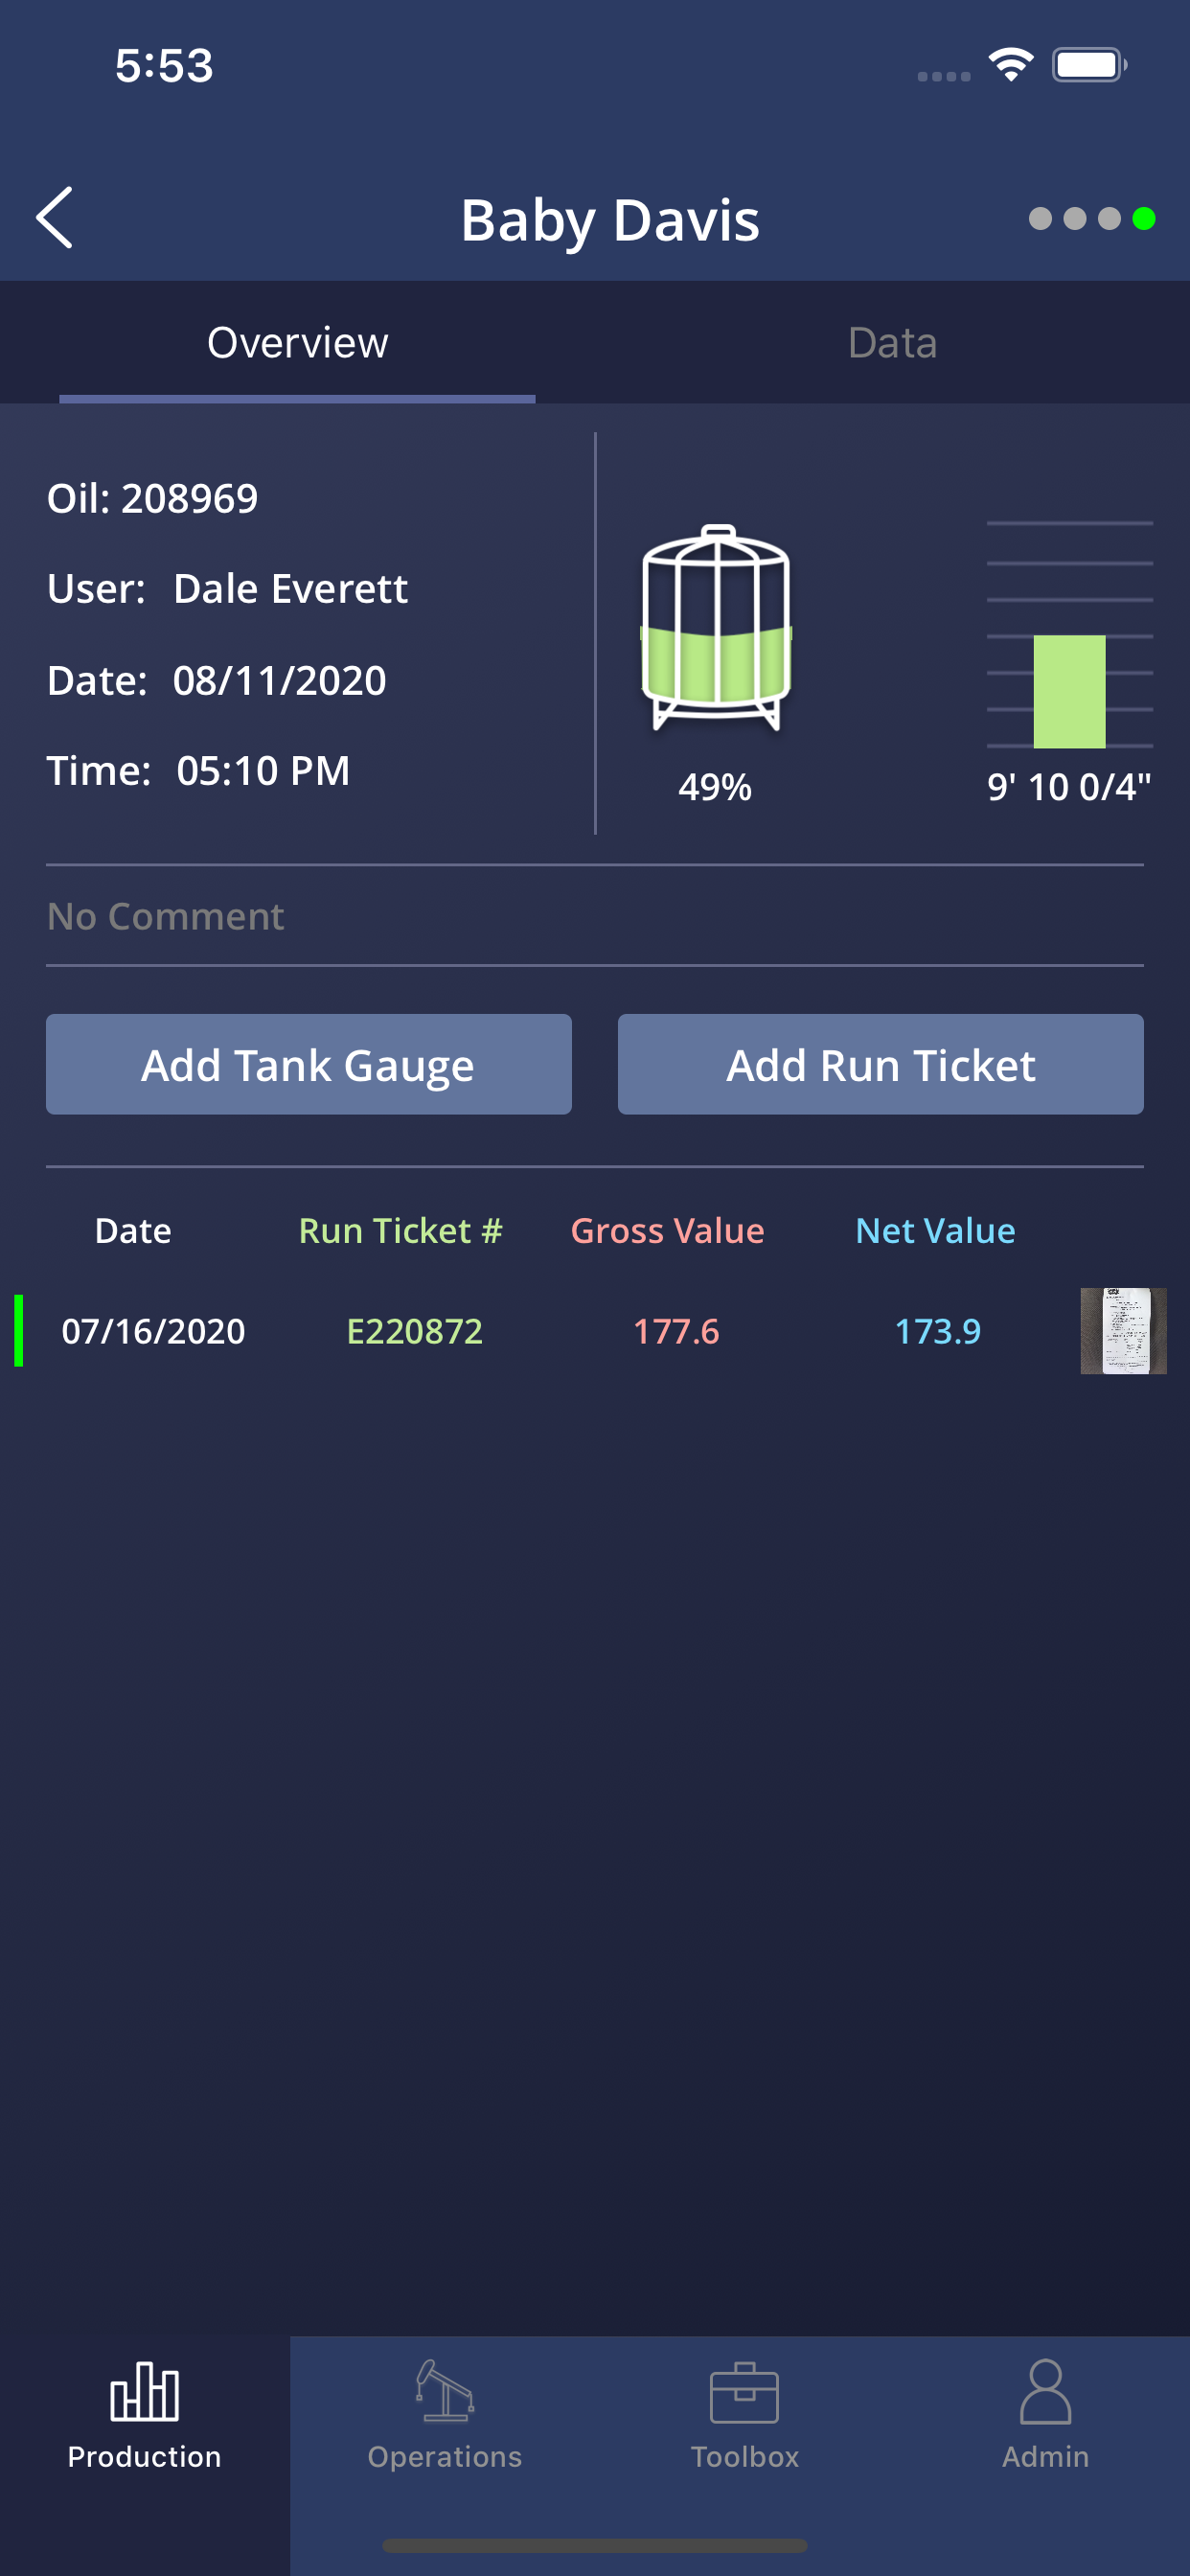 5:53
Baby Davis
Overview Data
Oil: 208969
User: Dale Everett
Date: 08/11/2020
Time: 05:10 PM
49% 9' 10 0/4"
No Comment
Add Tank Gauge Add Run Ticket
Date Run Ticket # Gross Value Net Value
07/16/2020 E220872 177.6 173.9
Production Operations Toolbox Admin